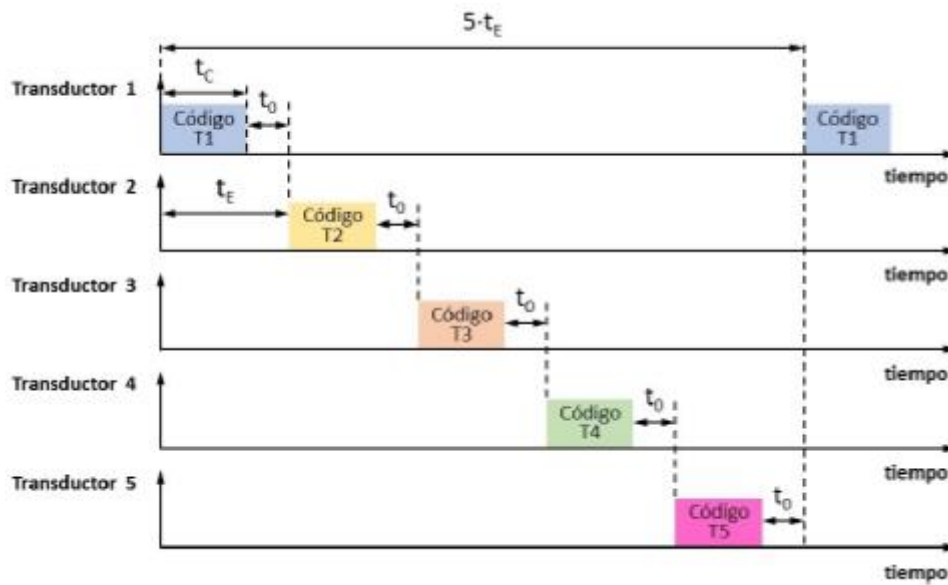 5·tE
Transductor 1
tC
t0
Código
T1
Código
T1
tiempo
Transductor 2
tE
Código
T2
t0
tiempo
Transductor 3
Código
T3
t0
tiempo
Transductor 4
Código
T4
t0
tiempo
Transductor 5
Código
T5
t0
tiempo